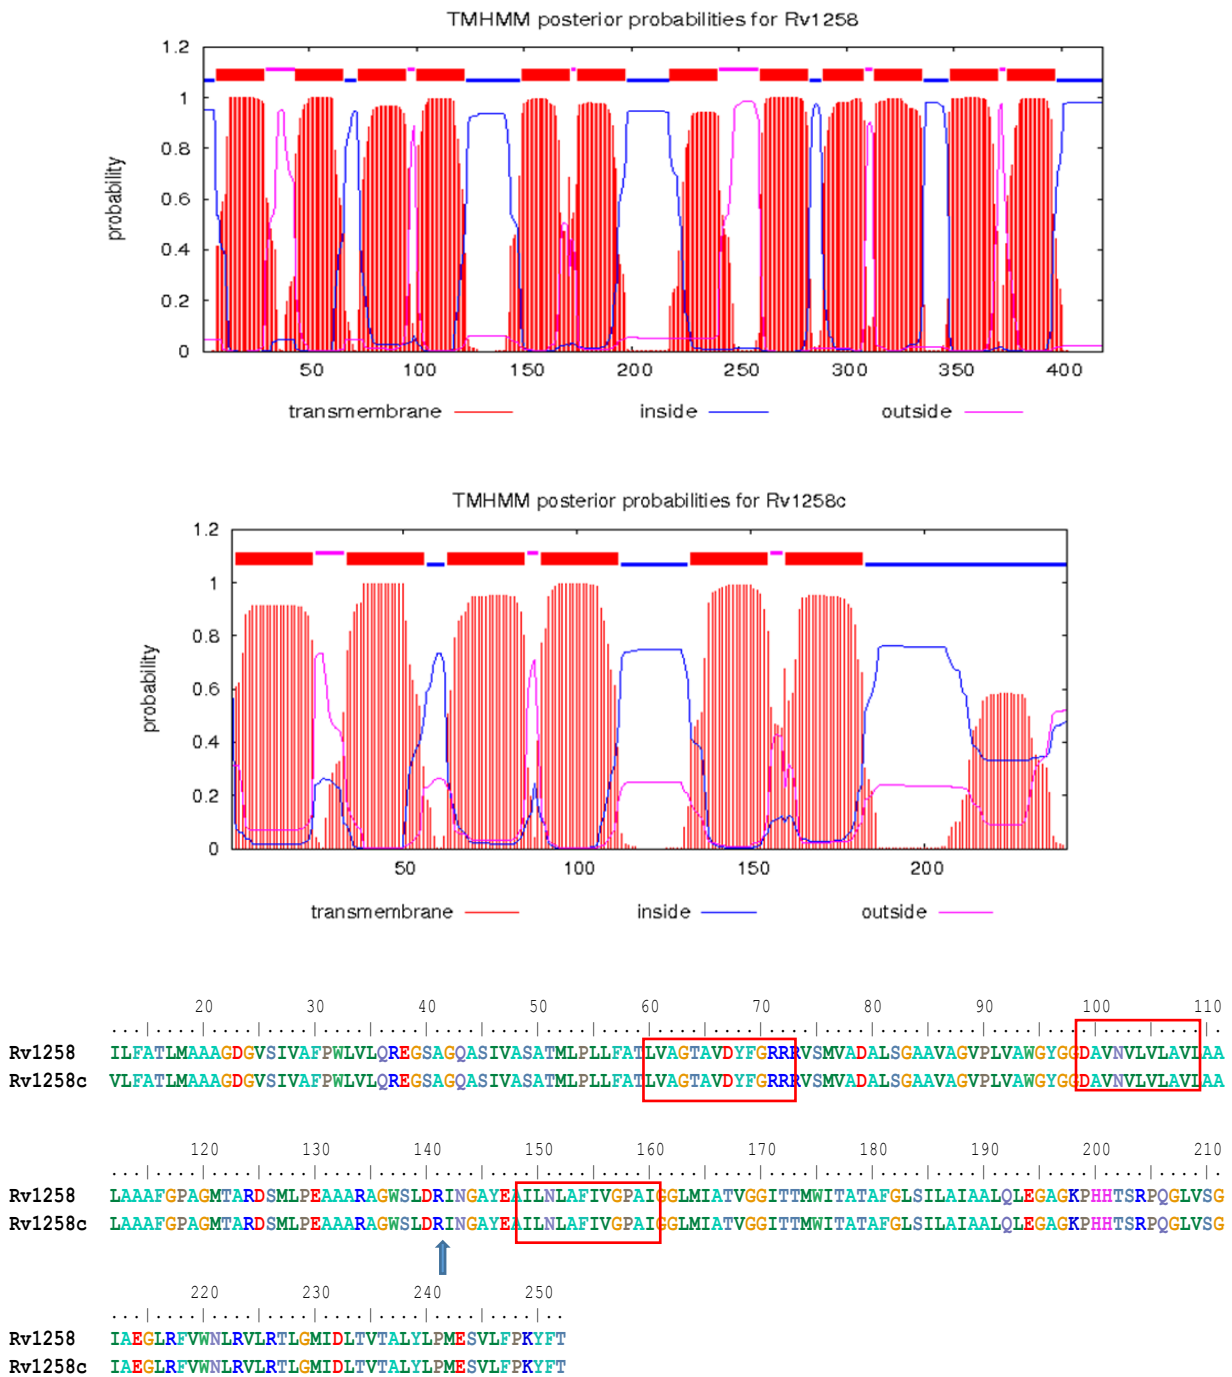 TMHMM posterior probabilities for Rv1258
1.2
1
0.8
0.6
0.4
0.2
0
probability
50 100 150 200 250 300 350 400
transmembrane inside outside
TMHMM posterior probabilities for Rv1258c
1.2
1
0.8
0.6
0.4
0.2
0
probability
50 100 150 200
transmembrane inside outside
20 30 40 50 60 70 80 90 100 110
...|....|....|....|....|....|....|....|....|....|....|....|....|....|....|....|....|....|....|....|.
Rv1258 ILFATLMAAAGDGVSIVAFPWLVLQREGSAGQASIVASATMLPLLFATLVAGTAVDYFGRRRVSMVADALSGAAVAGVPLVAWGYGGDAVNVLVLAVLAA
Rv1258c VLFATLMAAAGDGVSIVAFPWLVLQREGSAGQASIVASATMLPLLFATLVAGTAVDYFGRRRVSMVADALSGAAVAGVPLVAWGYGGDAVNVLVLAVLAA
120 130 140 150 160 170 180 190 200 210
...|....|....|....|....|....|....|....|....|....|....|....|....|....|....|....|....|....|....|....|.
Rv1258 LAAAFGPAGMTARDSMLPEAAARAGWSLDRINGAYEAILNLAFIVGPAIGGLMIATVGGITTMWITATAFGLSILAIAALQLEGAGKPHHTSRPQGLVSG
Rv1258c LAAAFGPAGMTARDSMLPEAAARAGWSLDRINGAYEAILNLAFIVGPAIGGLMIATVGGITTMWITATAFGLSILAIAALQLEGAGKPHHTSRPQGLVSG
220 230 240 250
...|....|....|....|....|....|....|....|..
Rv1258 IAEGLRFVWNLRVLRTLGMIDLTVTALYLPMESVLFPKYFT
Rv1258c IAEGLRFVWNLRVLRTLGMIDLTVTALYLPMESVLFPKYFT